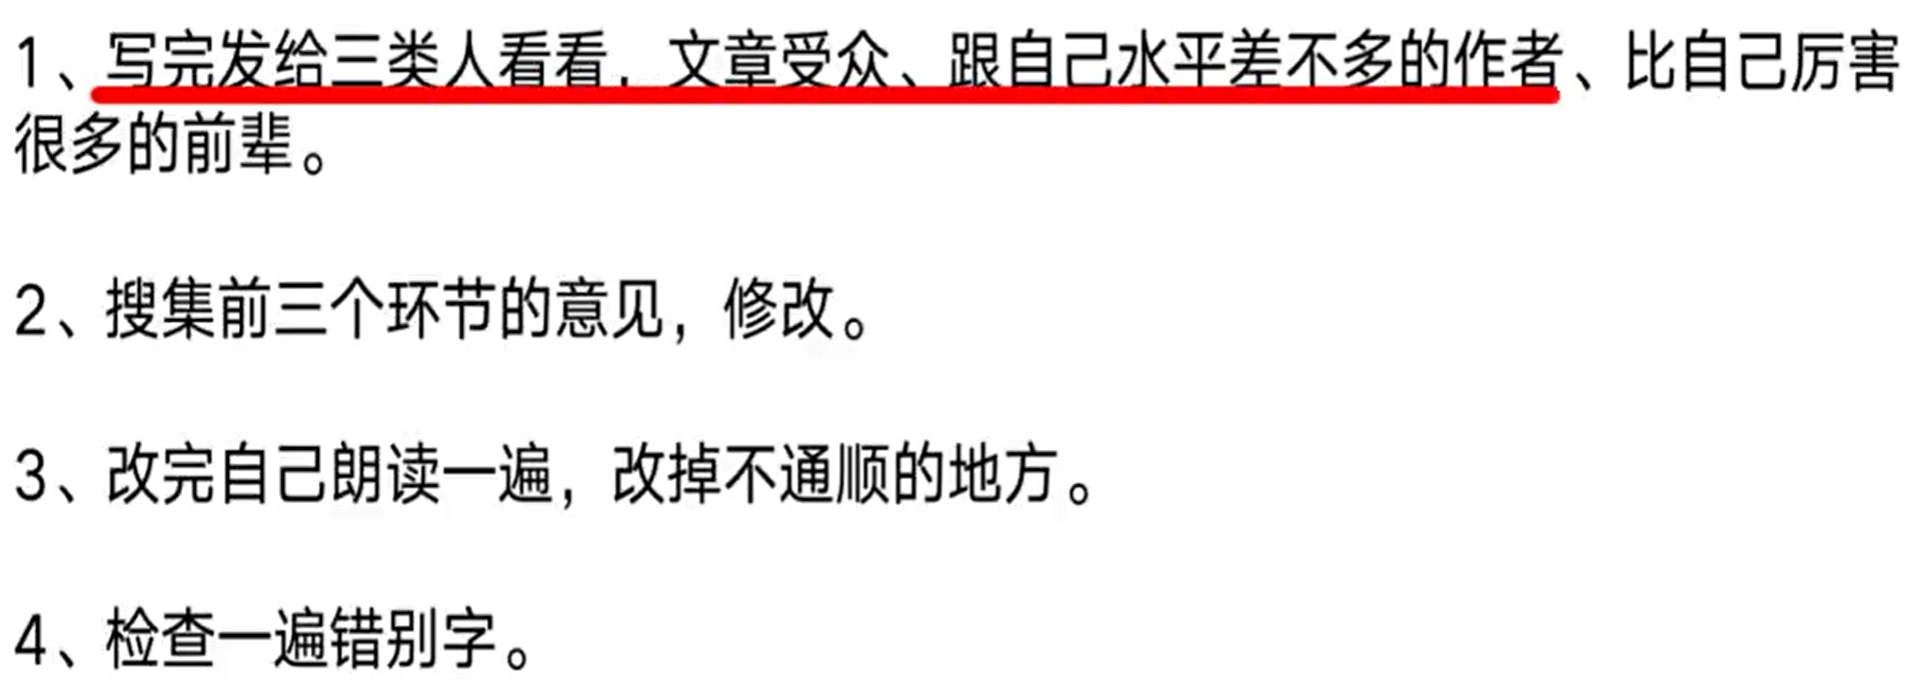 1、写完发给三类人看看，文章受众、跟自己水平差不多的作者、比自己厉害
很多的前辈。
2、搜集前三个环节的意见，修改。
3、改完自己朗读一遍，改掉不通顺的地方。
4、检查一遍错别字。